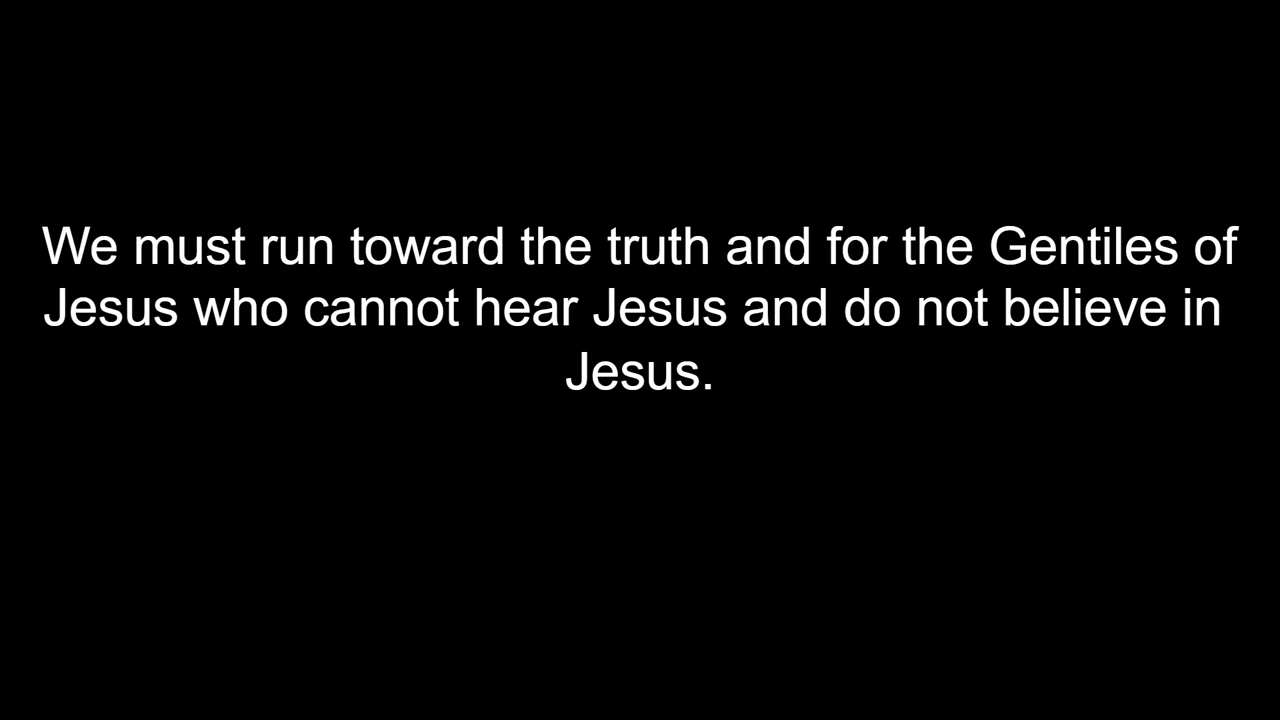 We must run toward the truth and for the Gentiles of
Jesus who cannot hear Jesus and do not believe in
Jesus.